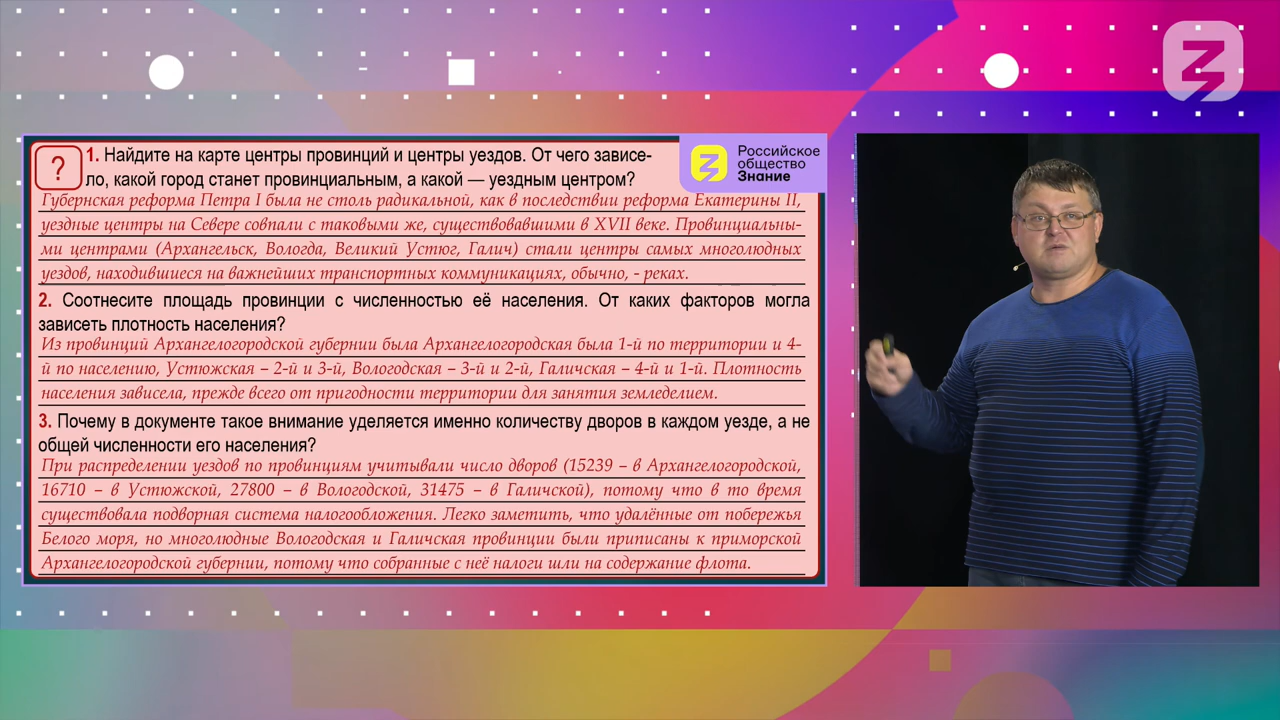 1. Найдите на карте центры провинций и центры уездов. От чего зависе-
ло, какой город станет провинциальным, а какой — уездным центром?
?
Российское
общество
Знание
Губернская реформа Петра I была не столь радикальной, как в последствии реформа Екатерины II,
уездные центры на Севере совпали с таковыми же, существовавшими в XVII веке. Провинциальны-
ми центрами (Архангельск, Вологда, Великий Устюг, Галич) стали центры самых многолюдных
уездов, находившиеся на важнейших транспортных коммуникациях, обычно, - реках.
2. Соотнесите площадь провинции с численностью её населения. От каких факторов могла
зависеть плотность населения?
Из провинций Архангелогородской губернии была Архангелогородская была 1-й по территории и 4-
й по населению, Устюжская – 2-й и 3-й, Вологодская – 3-й и 2-й, Галичская – 4-й и 1-й. Плотность
населения зависела, прежде всего от пригодности территории для занятия земледелием.
3. Почему в документе такое внимание уделяется именно количеству дворов в каждом уезде, а не
общей численности его населения?
При распределении уездов по провинциям учитывали число дворов (15239 – в Архангелогородской,
16710 – в Устюжской, 27800 – в Вологодской, 31475 – в Галичской), потому что в то время
существовала подворная система налогообложения. Легко заметить, что удалённые от побережья
Белого моря, но многолюдные Вологодская и Галичская провинции были приписаны к приморской
Архангелогородской губернии, потому что собранные с неё налоги шли на содержание флота.